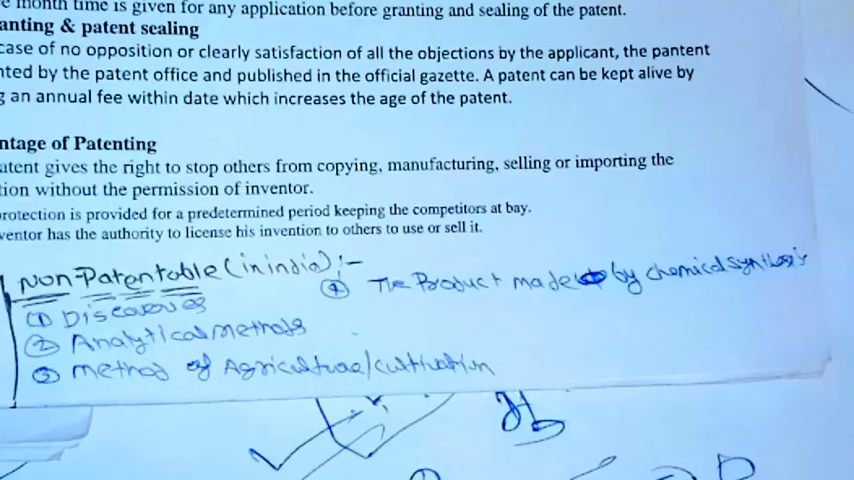 month time is given for any application before granting and sealing of the patent.
anting & patent sealing
case of no opposition or clearly satisfaction of all the objections by the applicant, the pantent
nted by the patent office and published in the official gazette. A patent can be kept alive by
g an annual fee within date which increases the age of the patent.
ntage of Patenting
atent gives the right to stop others from copying, manufacturing, selling or importing the
tion without the permission of inventor.
rotection is provided for a predetermined period keeping the competitors at bay.
ventor has the authority to license his invention to others to use or sell it.
Non-Patentable (in india) :-
(1) Discoveries
(2) Analytical Methods
(3) Method of Agriculture/cultivation
(4) The Product made by chemical synthesis